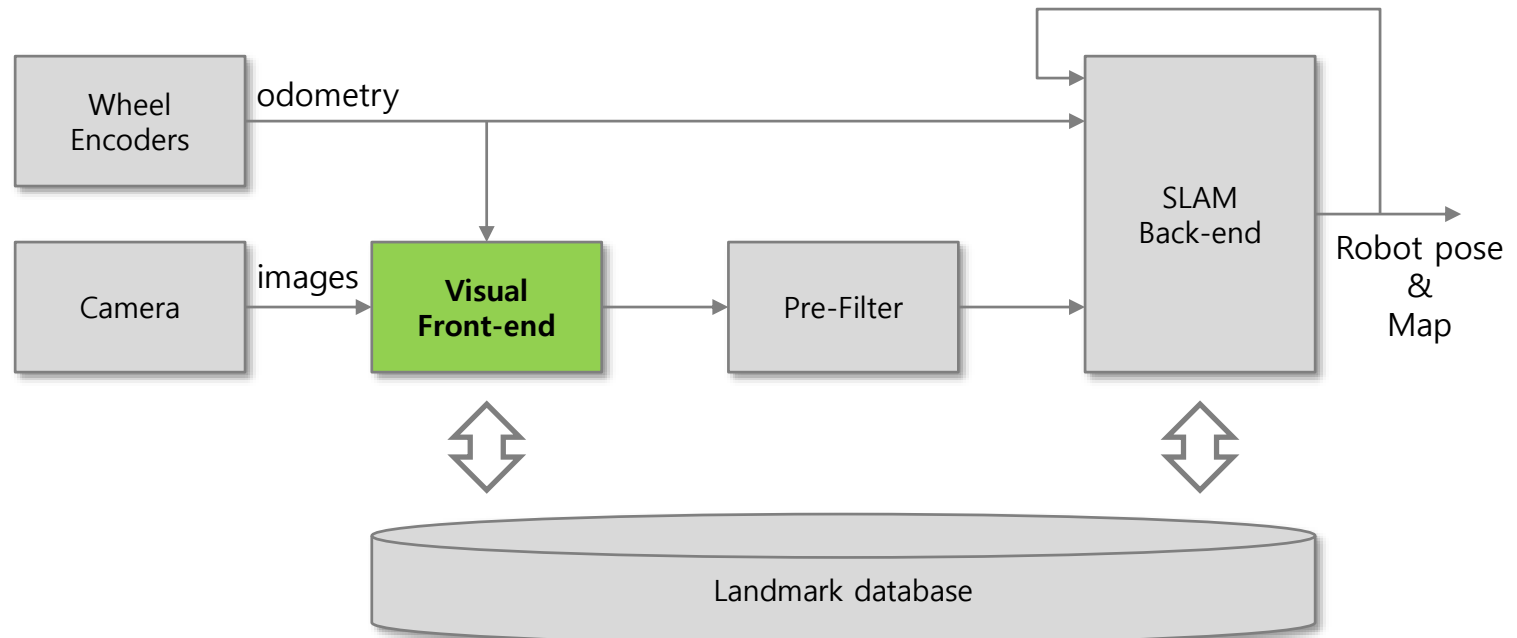 Wheel
Encoders
odometry
SLAM
Back-end
Robot pose
&
Map
Camera
images
Visual
Front-end
Pre-Filter
Landmark database